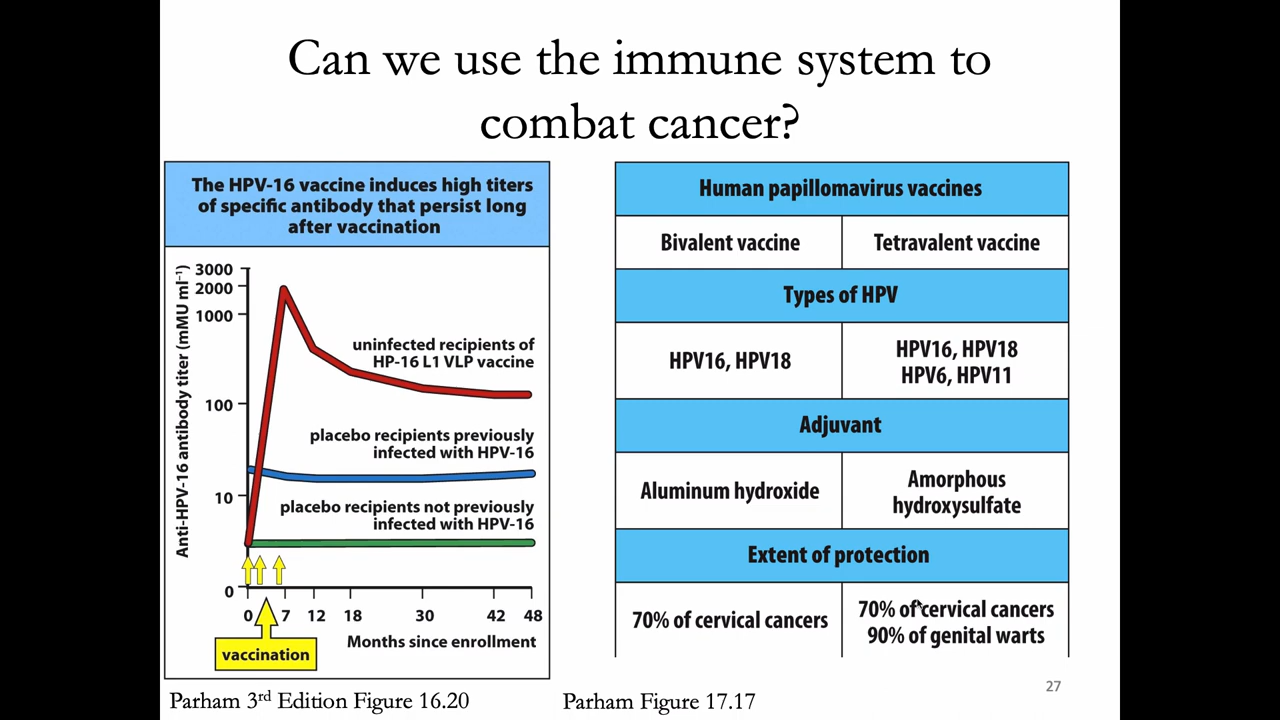 Can we use the immune system to
combat cancer?
The HPV-16 vaccine induces high titers
of specific antibody that persist long
after vaccination
Anti-HPV-16 antibody titer (mMU ml⁻¹)
3000
2000
1000
100
10
0
uninfected recipients of
HP-16 L1 VLP vaccine
placebo recipients previously
infected with HPV-16
placebo recipients not previously
infected with HPV-16
0 7 12 18 30 42 48
Months since enrollment
vaccination
Parham 3rd Edition Figure 16.20
Human papillomavirus vaccines
Bivalent vaccine
Tetravalent vaccine
Types of HPV
HPV16, HPV18
HPV16, HPV18
HPV6, HPV11
Adjuvant
Aluminum hydroxide
Amorphous
hydroxysulfate
Extent of protection
70% of cervical cancers
70% of cervical cancers
90% of genital warts
Parham Figure 17.17
27